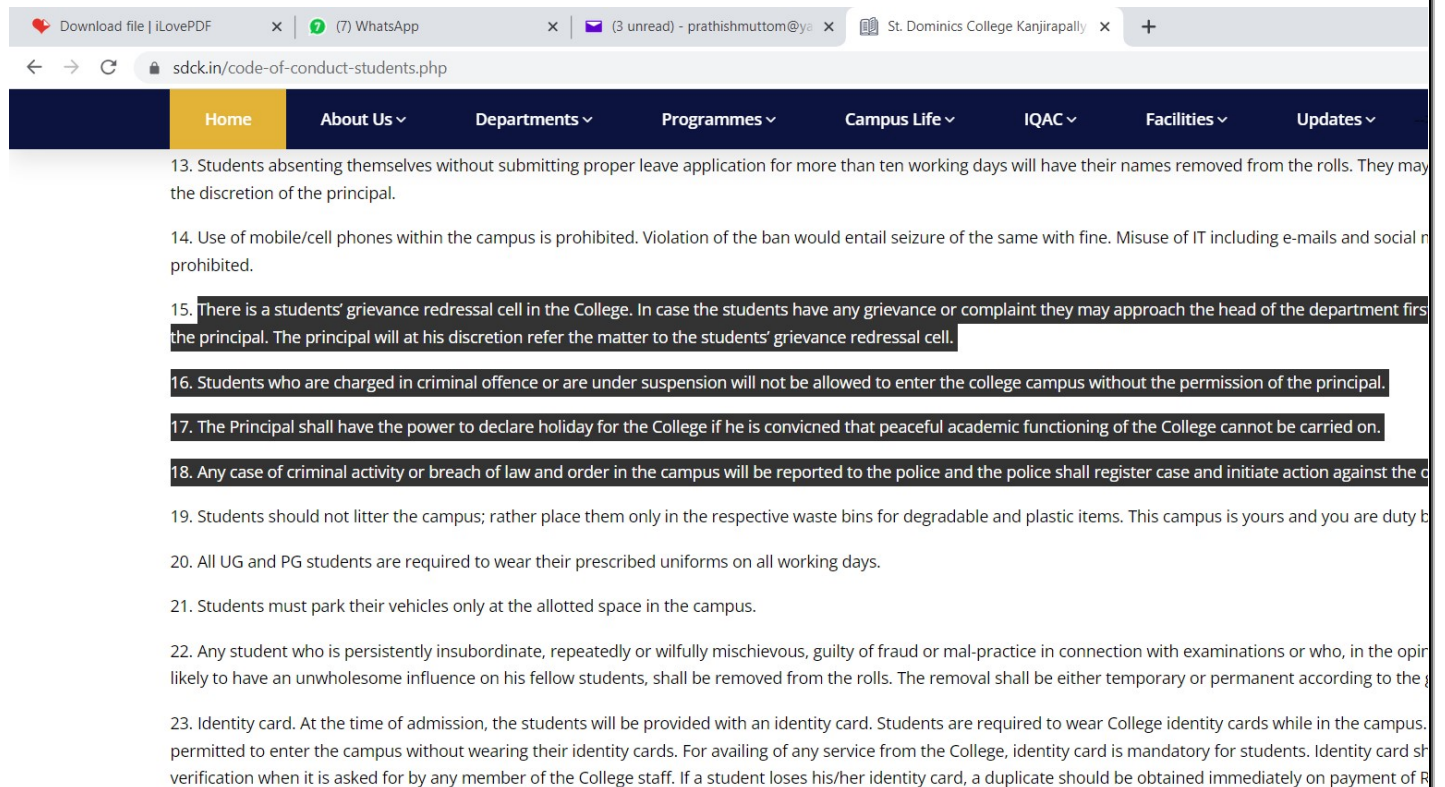 Download file | iLovePDF
(7) WhatsApp
(3 unread) - prathishmuttom@ya
St. Dominics College Kanjirapally
sdck.in/code-of-conduct-students.php
Home About Us Departments Programmes Campus Life IQAC Facilities Updates
13. Students absenting themselves without submitting proper leave application for more than ten working days will have their names removed from the rolls. They may
the discretion of the principal.
14. Use of mobile/cell phones within the campus is prohibited. Violation of the ban would entail seizure of the same with fine. Misuse of IT including e-mails and social
prohibited.
15. There is a students’ grievance redressal cell in the College. In case the students have any grievance or complaint they may approach the head of the department first
the principal. The principal will at his discretion refer the matter to the students’ grievance redressal cell.
16. Students who are charged in criminal offence or are under suspension will not be allowed to enter the college campus without the permission of the principal.
17. The Principal shall have the power to declare holiday for the College if he is convicned that peaceful academic functioning of the College cannot be carried on.
18. Any case of criminal activity or breach of law and order in the campus will be reported to the police and the police shall register case and initiate action against the
19. Students should not litter the campus; rather place them only in the respective waste bins for degradable and plastic items. This campus is yours and you are duty
20. All UG and PG students are required to wear their prescribed uniforms on all working days.
21. Students must park their vehicles only at the allotted space in the campus.
22. Any student who is persistently insubordinate, repeatedly or wilfully mischievous, guilty of fraud or mal-practice in connection with examinations or who, in the
likely to have an unwholesome influence on his fellow students, shall be removed from the rolls. The removal shall be either temporary or permanent according to the
23. Identity card. At the time of admission, the students will be provided with an identity card. Students are required to wear College identity cards while in the campus.
permitted to enter the campus without wearing their identity cards. For availing of any service from the College, identity card is mandatory for students. Identity card
verification when it is asked for by any member of the College staff. If a student loses his/her identity card, a duplicate should be obtained immediately on payment of